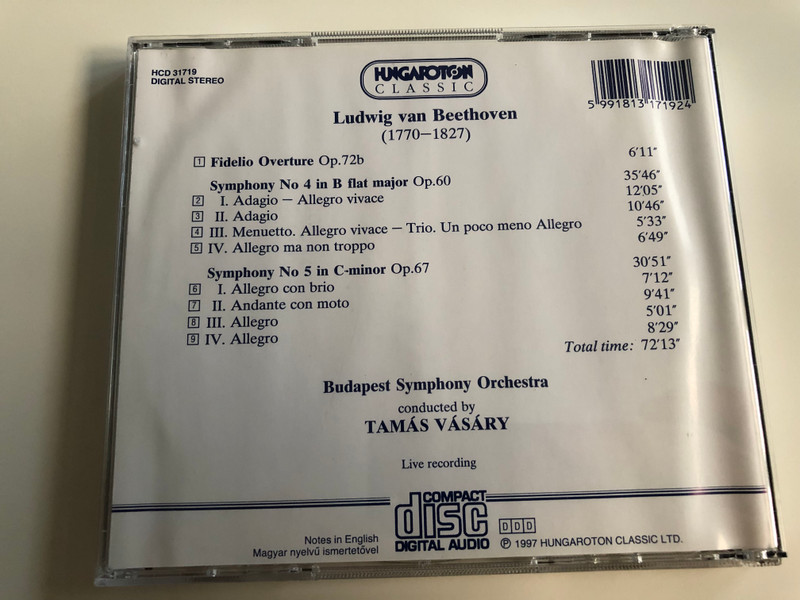 HCD 31719
DIGITAL STEREO
HUNGAROTON
CLASSIC
5 991813 171924
Ludwig van Beethoven
(1770–1827)
1 Fidelio Overture Op.72b 6′11″
Symphony No 4 in B flat major Op.60 35′46″
2 I. Adagio – Allegro vivace 12′05″
3 II. Adagio 10′46″
4 III. Menuetto. Allegro vivace – Trio. Un poco meno Allegro 5′33″
5 IV. Allegro ma non troppo 6′49″
Symphony No 5 in C-minor Op.67 30′51″
6 I. Allegro con brio 7′12″
7 II. Andante con moto 9′41″
8 III. Allegro 5′01″
9 IV. Allegro 8′29″
Total time: 72′13″
Budapest Symphony Orchestra
conducted by
TAMÁS VÁSÁRY
Live recording
Notes in English
Magyar nyelvű ismertetővel
COMPACT
disc
DIGITAL AUDIO
DDD
℗ 1997 HUNGAROTON CLASSIC LTD.